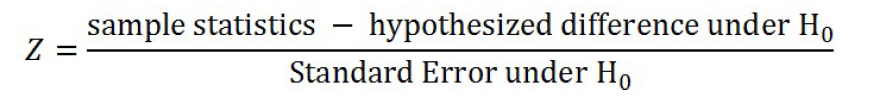 Z = sample statistics − hypothesized difference under H₀
Standard Error under H₀